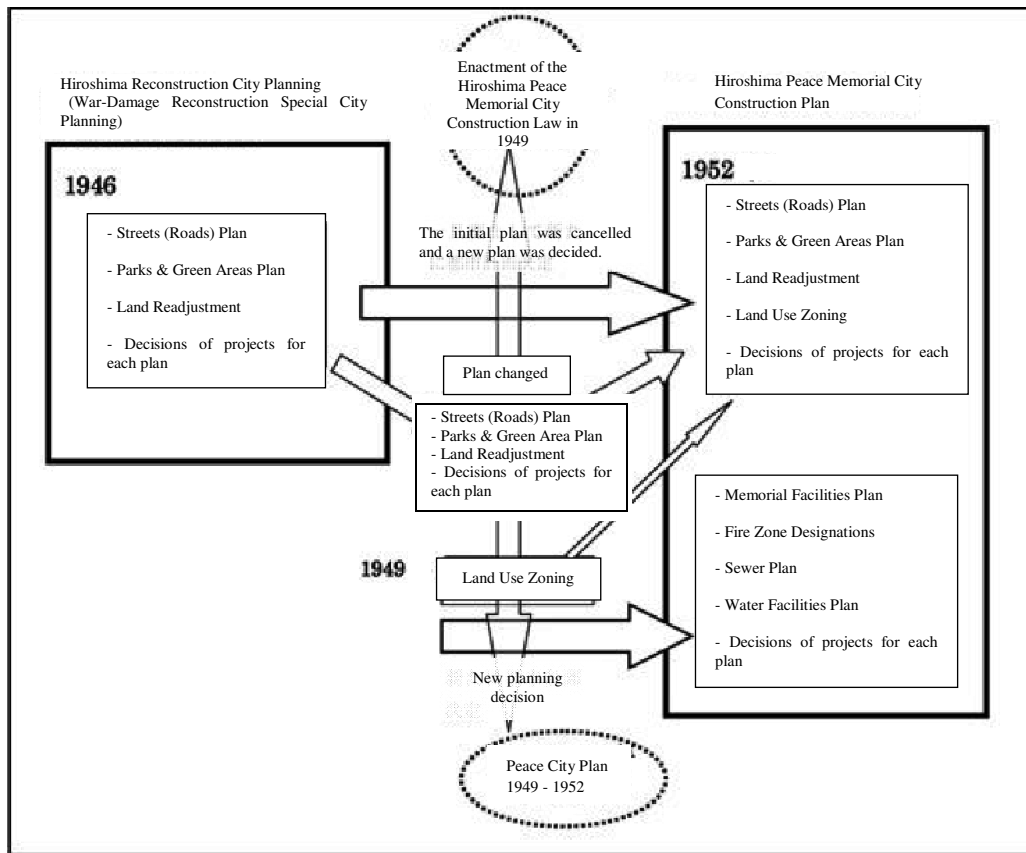 Enactment of the
Hiroshima Peace
Memorial City
Construction Law in
1949
Hiroshima Reconstruction City Planning
(War-Damage Reconstruction Special City
Planning)
Hiroshima Peace Memorial City
Construction Plan
1946
- Streets (Roads) Plan
- Parks & Green Areas Plan
- Land Readjustment
- Decisions of projects for
each plan
The initial plan was cancelled
and a new plan was decided.
Plan changed
- Streets (Roads) Plan
- Parks & Green Area Plan
- Land Readjustment
- Decisions of projects for
each plan
1949
Land Use Zoning
New planning
decision
Peace City Plan
1949 - 1952
1952
- Streets (Roads) Plan
- Parks & Green Areas Plan
- Land Readjustment
- Land Use Zoning
- Decisions of projects for each
plan
- Memorial Facilities Plan
- Fire Zone Designations
- Sewer Plan
- Water Facilities Plan
- Decisions of projects for each
plan